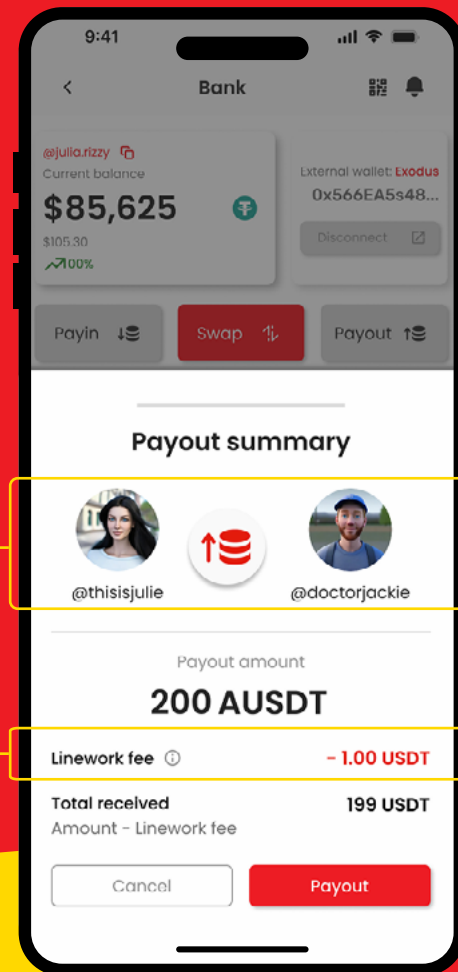 9:41
Bank
@julia.rizzy
Current balance
$85,625
$105.30
100%
External wallet: Exodus
0x566EA5s48...
Disconnect
Payin
Swap
Payout
Payout summary
@thisisjulie
@doctorjackie
Payout amount
200 AUSDT
Linework fee
- 1.00 USDT
Total received
199 USDT
Amount - Linework fee
Cancel
Payout